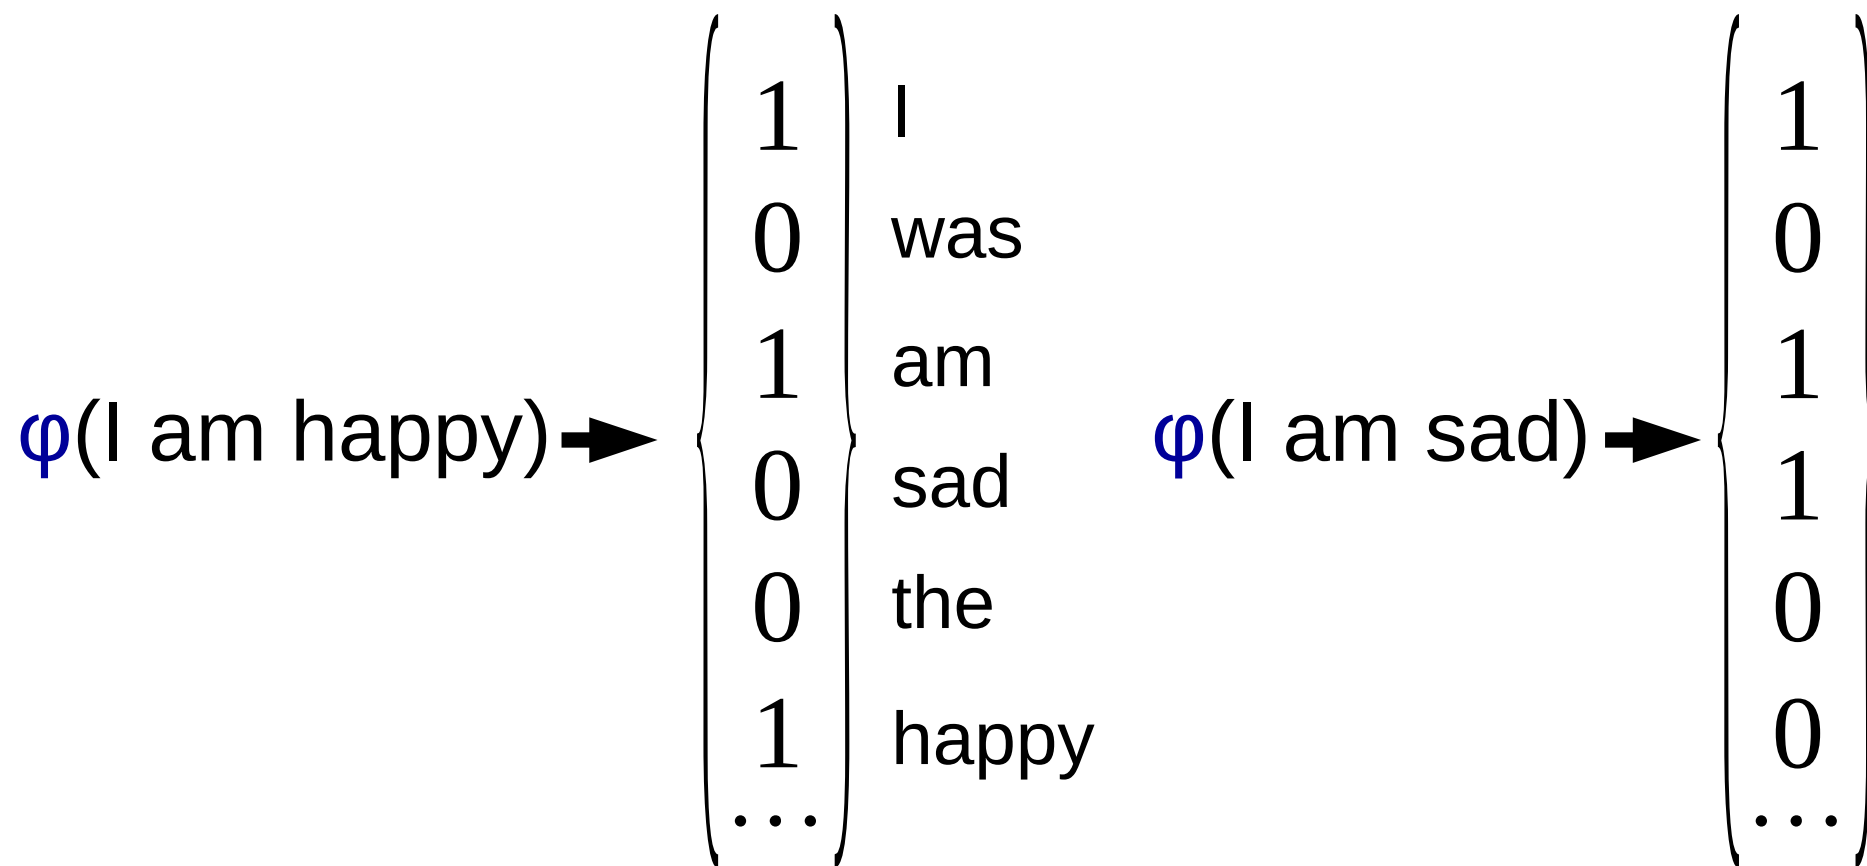 1 I 1
0 was 0
1 am 1
φ(I am happy) φ(I am sad)
0 sad 1
0 the 0
1 happy 0
... ...